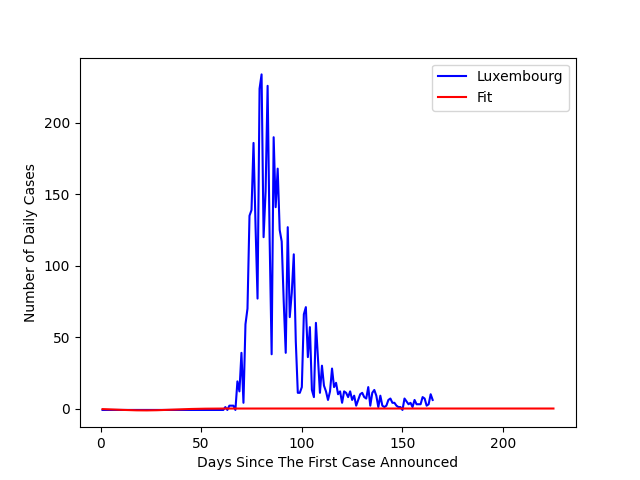 Luxembourg
Fit
Number of Daily Cases
200
150
100
50
0
0 50 100 150 200
Days Since The First Case Announced